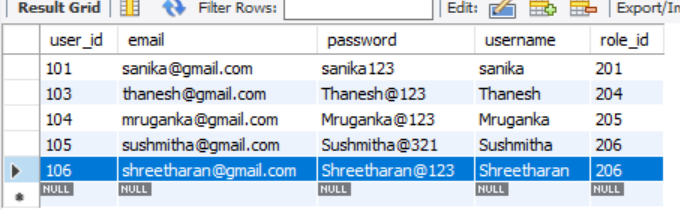 Result Grid Filter Rows: Edit: Export/Im
user_id email password username role_id
101 sanika@gmail.com sanika123 sanika 201
103 thanesh@gmail.com Thanesh@123 Thanesh 204
104 mruganka@gmail.com Mruganka@123 Mruganka 205
105 sushmitha@gmail.com Sushmitha@321 Sushmitha 206
106 shreetharan@gmail.com Shreetharan@123 Shreetharan 206
NULL NULL NULL NULL NULL